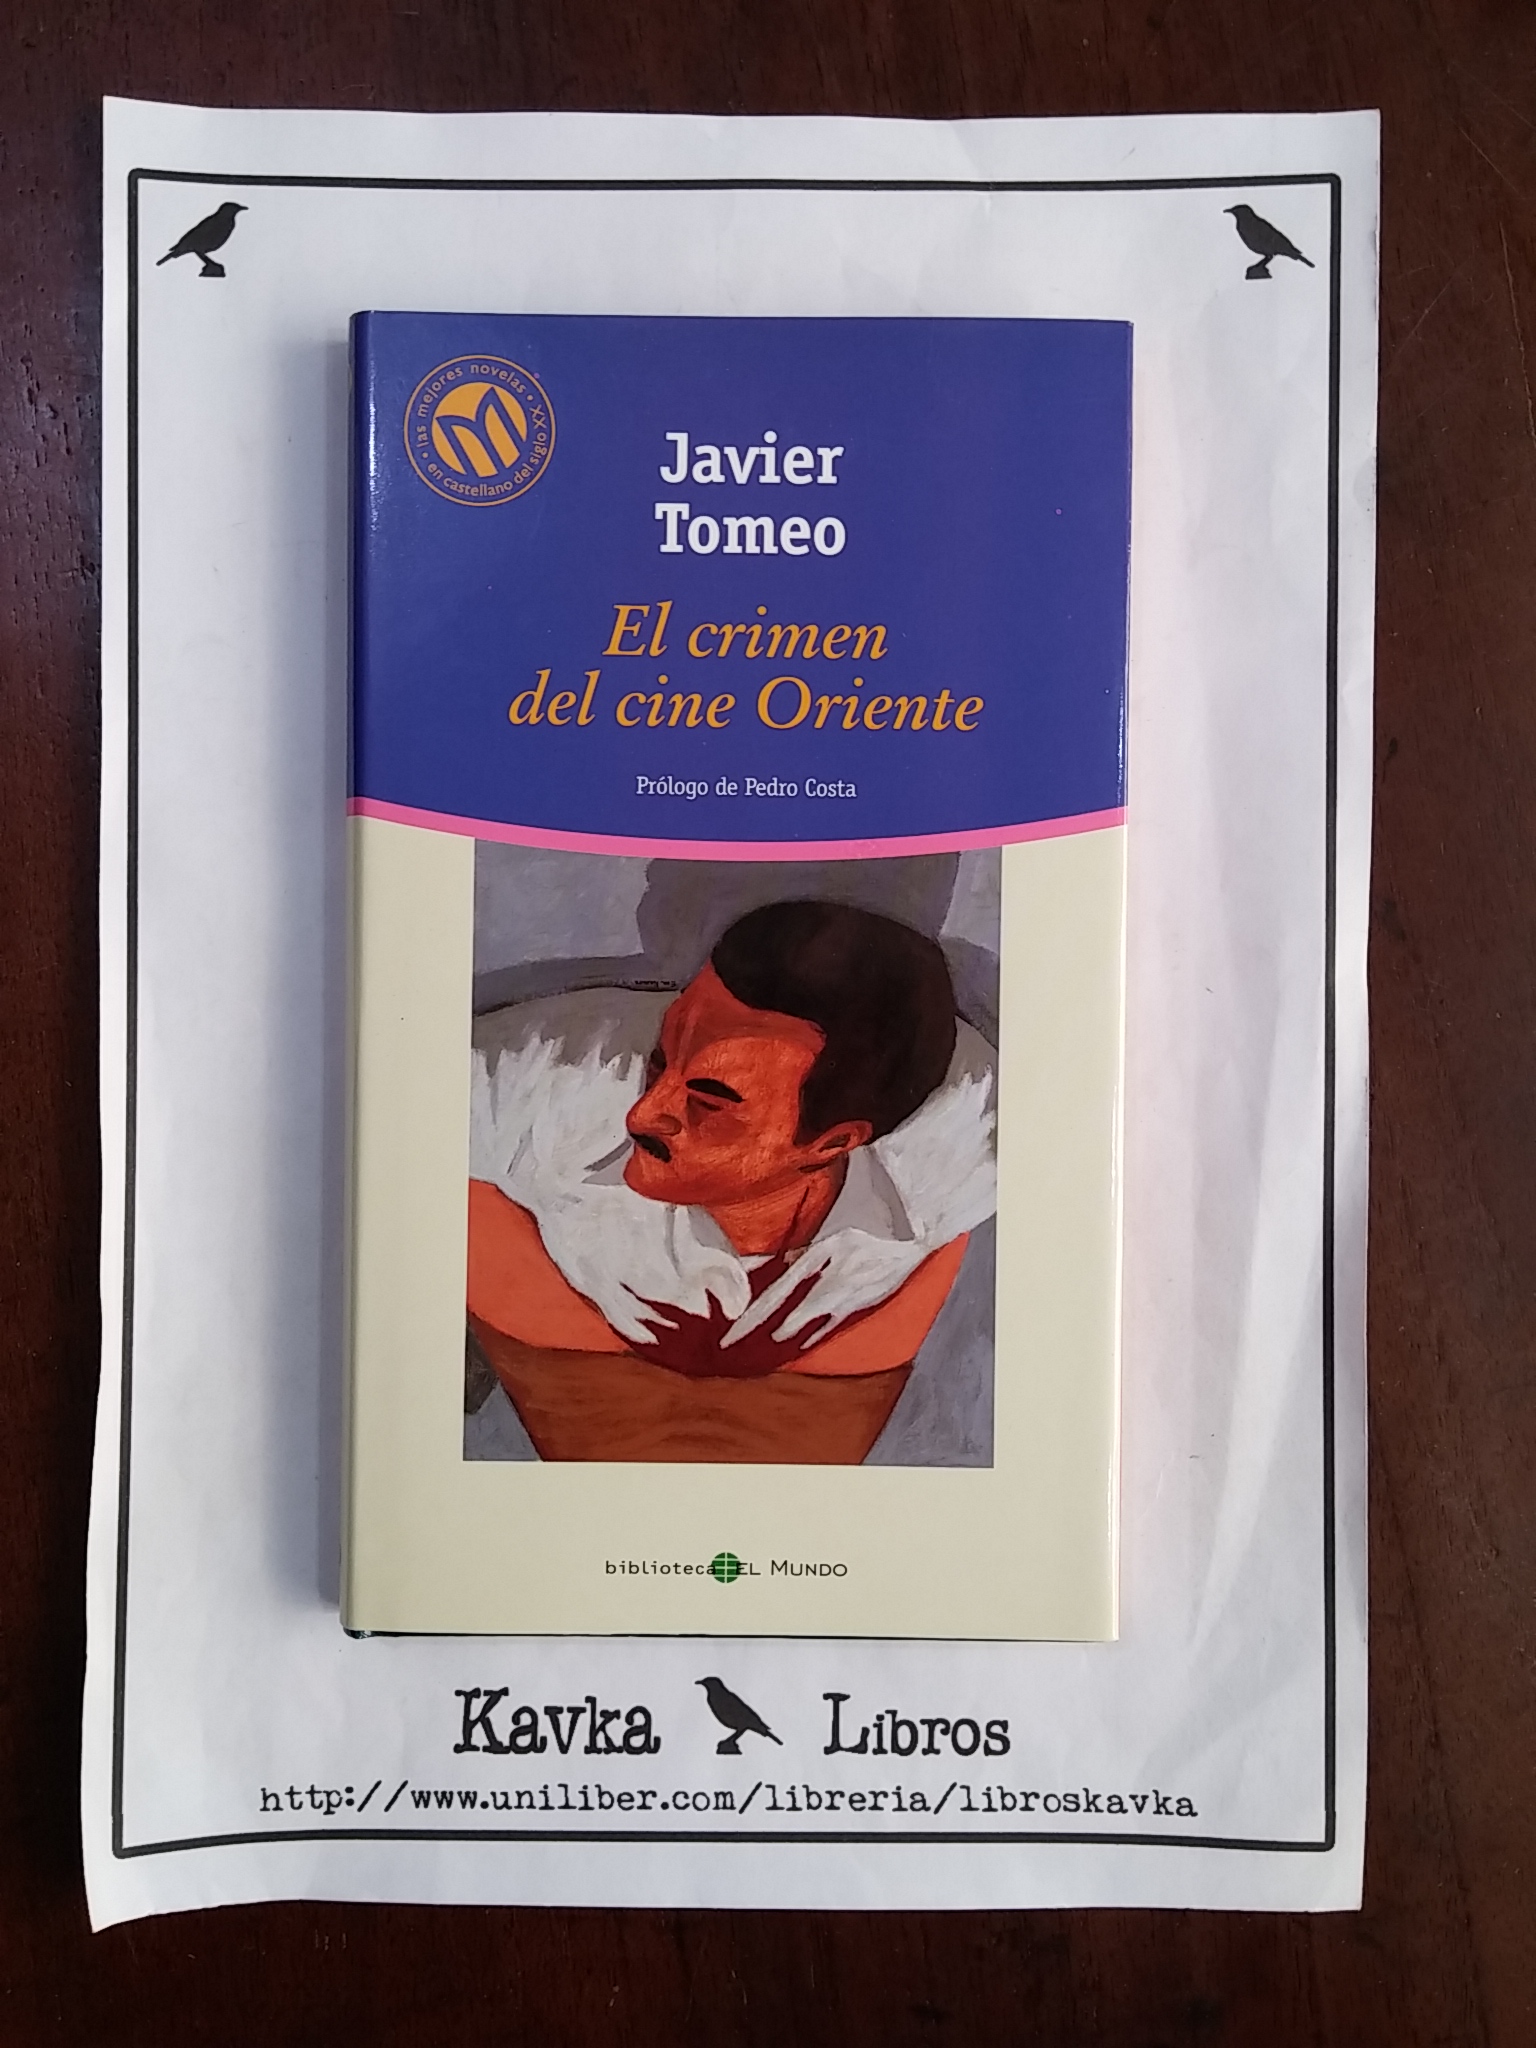 las mejores novelas • en castellano del siglo XX •
Javier
Tomeo
El crimen
del cine Oriente
Prólogo de Pedro Costa
biblioteca EL MUNDO
Kavka Libros
http://www.uniliber.com/libreria/libroskavka